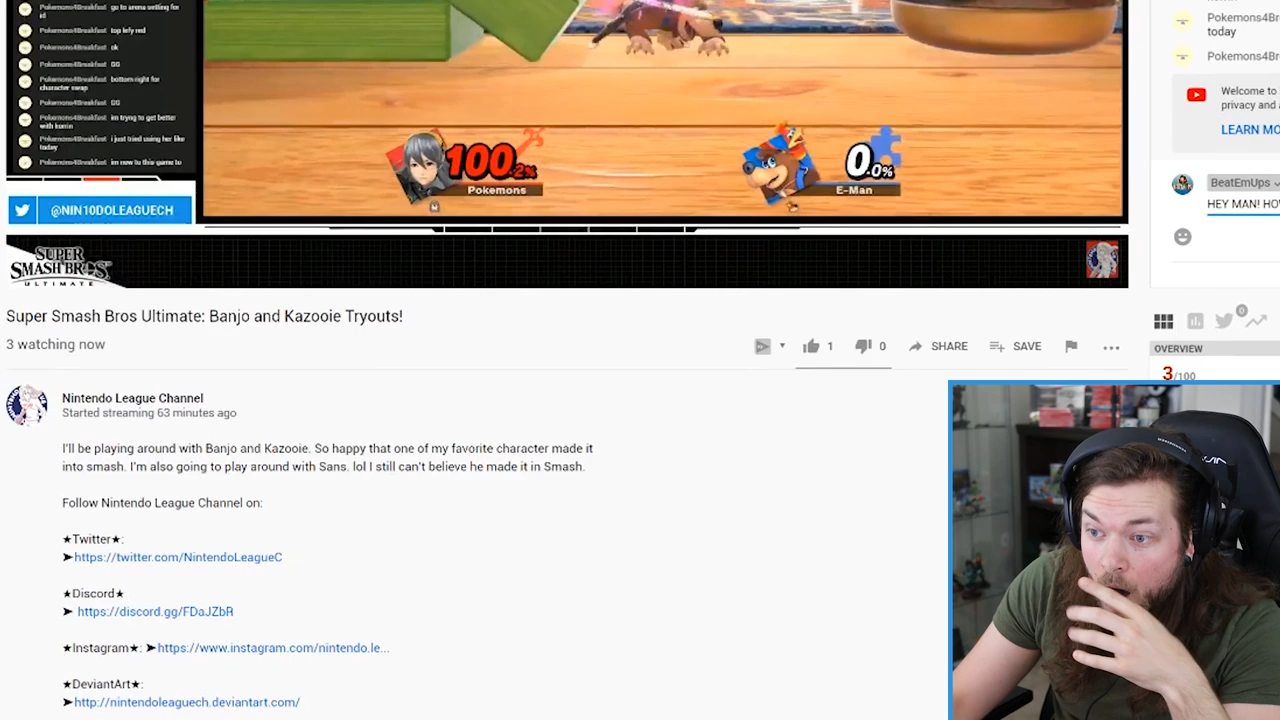 Pokemons4Breakfast go to arena setting for
id
Pokemons4Breakfast top lefy red
Pokemons4Breakfast ok
Pokemons4Breakfast GG
Pokemons4Breakfast bottom right for
character swap
Pokemons4Breakfast GG
Pokemons4Breakfast im tryng to get better
with korrin
Pokemons4Breakfast i just tried using her like
today
Pokemons4Breakfast im new to this game to
@NIN10DOLEAGUECH
100.2%
Pokemons
0.0%
E-Man
Pokemons4Br
today
Pokemons4Br
Welcome to
privacy and
LEARN MO
BeatEmUps
HEY MAN! HO
SUPER
SMASH BROS
ULTIMATE
Super Smash Bros Ultimate: Banjo and Kazooie Tryouts!
3 watching now
1
0
SHARE
SAVE
0
OVERVIEW
3/100
Nintendo League Channel
Started streaming 63 minutes ago
I'll be playing around with Banjo and Kazooie. So happy that one of my favorite character made it
into smash. I'm also going to play around with Sans. lol I still can't believe he made it in Smash.
Follow Nintendo League Channel on:
★Twitter★:
➤https://twitter.com/NintendoLeagueC
★Discord★
➤ https://discord.gg/FDaJZbR
★Instagram★: ➤https://www.instagram.com/nintendo.le...
★DeviantArt★:
➤http://nintendoleaguech.deviantart.com/